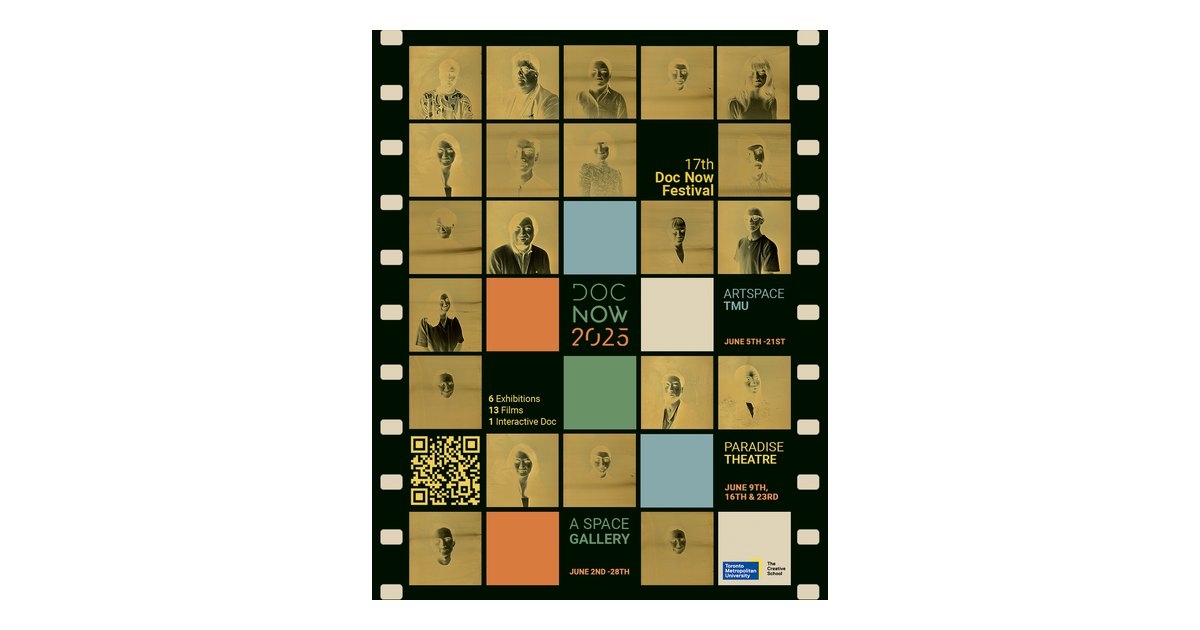 17th
Doc Now
Festival
DOC
NOW
2025
ARTSPACE
TMU
JUNE 5TH -21ST
6 Exhibitions
13 Films
1 Interactive Doc
PARADISE
THEATRE
JUNE 9TH,
16TH & 23RD
A SPACE
GALLERY
JUNE 2ND -28TH
Toronto
Metropolitan
University
The
Creative
School